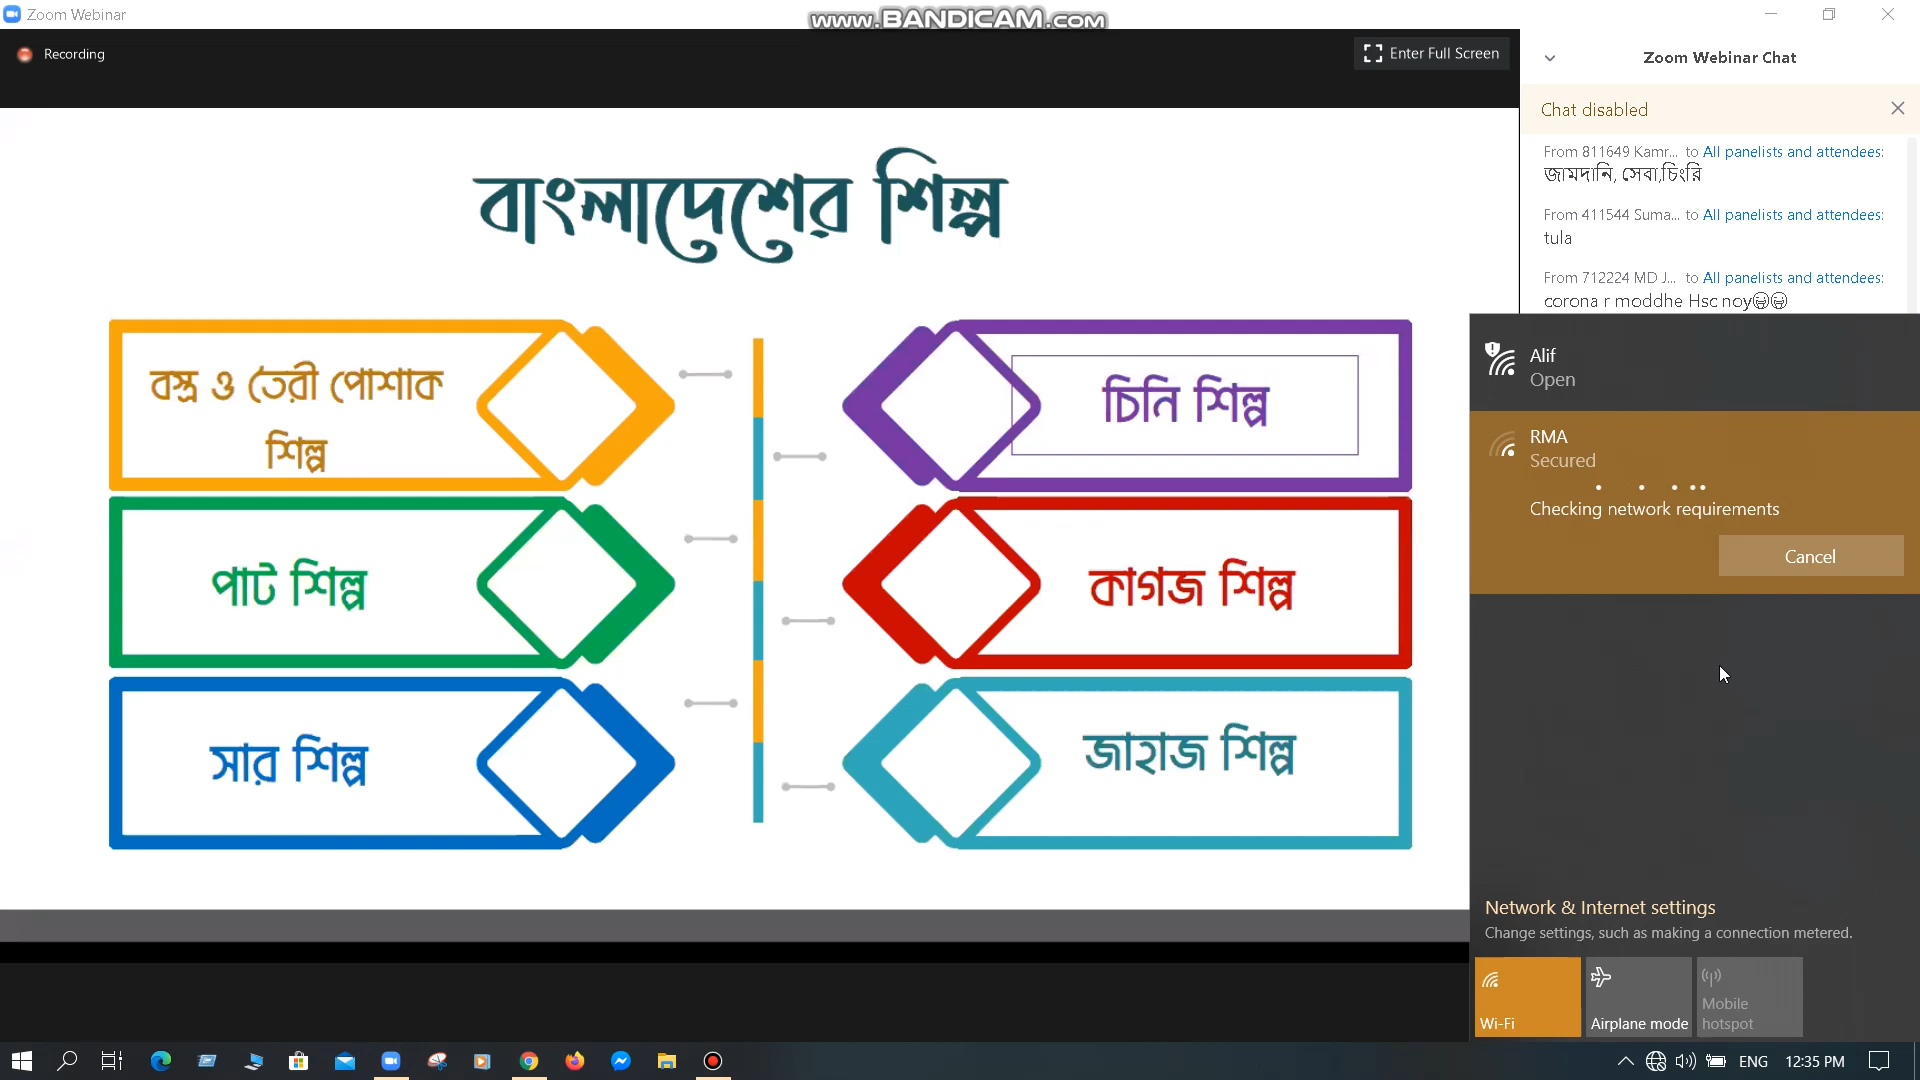 Zoom Webinar
www.BANDICAM.com
Recording
Enter Full Screen
Zoom Webinar Chat
Chat disabled
From 811649 Kamr... to All panelists and attendees:
জামদানি, সেবা,চিংরি
From 411544 Suma... to All panelists and attendees:
tula
From 712224 MD J... to All panelists and attendees:
corona r moddhe Hsc noy
বাংলাদেশের শিল্প
বস্ত্র ও তৈরী পোশাক
শিল্প
চিনি শিল্প
পাট শিল্প
কাগজ শিল্প
সার শিল্প
জাহাজ শিল্প
Alif
Open
RMA
Secured
Checking network requirements
Cancel
Network & Internet settings
Change settings, such as making a connection metered.
Wi-Fi
Airplane mode
Mobile
hotspot
ENG
12:35 PM